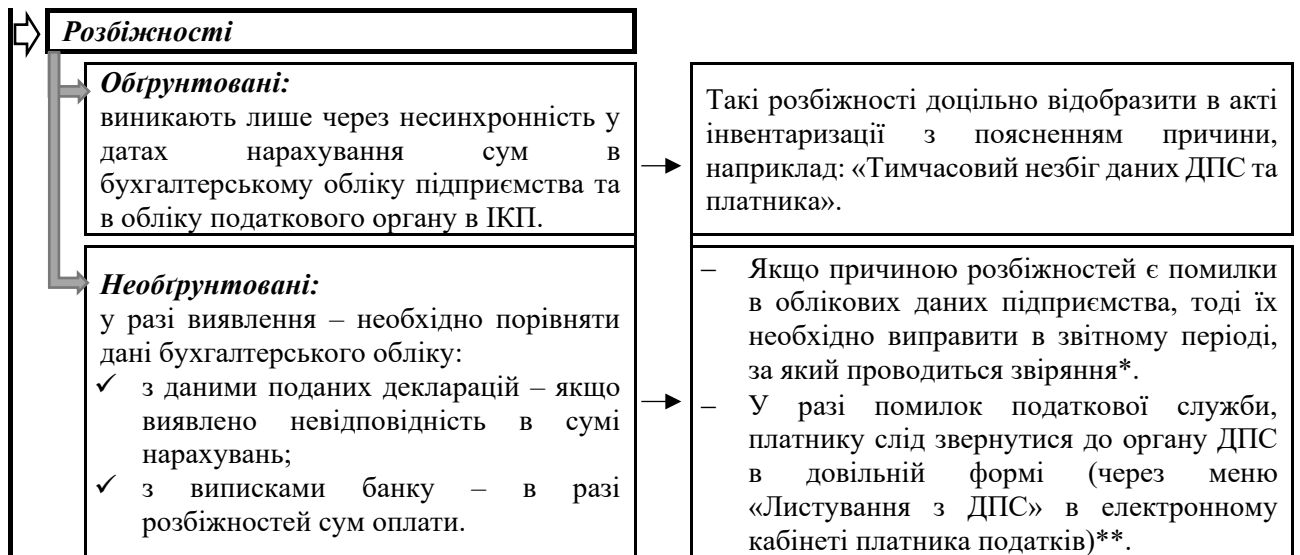 Розбіжності
Обґрунтовані:
виникають лише через несинхронність у
датах нарахування сум в
бухгалтерському обліку підприємства та
в обліку податкового органу в ІКП.
Такі розбіжності доцільно відобразити в акті
інвентаризації з поясненням причини,
наприклад: «Тимчасовий незбіг даних ДПС та
платника».
Необґрунтовані:
у разі виявлення – необхідно порівняти
дані бухгалтерського обліку:
✓ з даними поданих декларацій – якщо
виявлено невідповідність в сумі
нарахувань;
✓ з виписками банку – в разі
розбіжностей сум оплати.
– Якщо причиною розбіжностей є помилки
в облікових даних підприємства, тоді їх
необхідно виправити в звітному періоді,
за який проводиться звіряння*.
– У разі помилок податкової служби,
платнику слід звернутися до органу ДПС
в довільній формі (через меню
«Листування з ДПС» в електронному
кабінеті платника податків)**.